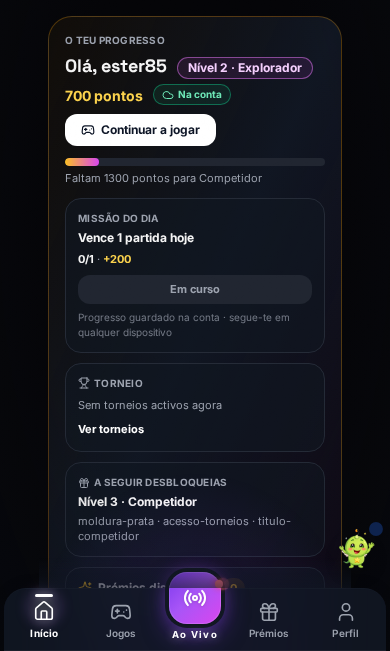 O TEU PROGRESSO
Olá, ester85
Nível 2 · Explorador
700 pontos
Na conta
Continuar a jogar
Faltam 1300 pontos para Competidor
MISSÃO DO DIA
Vence 1 partida hoje
0/1 · +200
Em curso
Progresso guardado na conta · segue-te em
qualquer dispositivo
TORNEIO
Sem torneios activos agora
Ver torneios
A SEGUIR DESBLOQUEIAS
Nível 3 · Competidor
moldura-prata · acesso-torneios · titulo-
competidor
Prémios
Início
Jogos
Ao Vivo
Prémios
Perfil